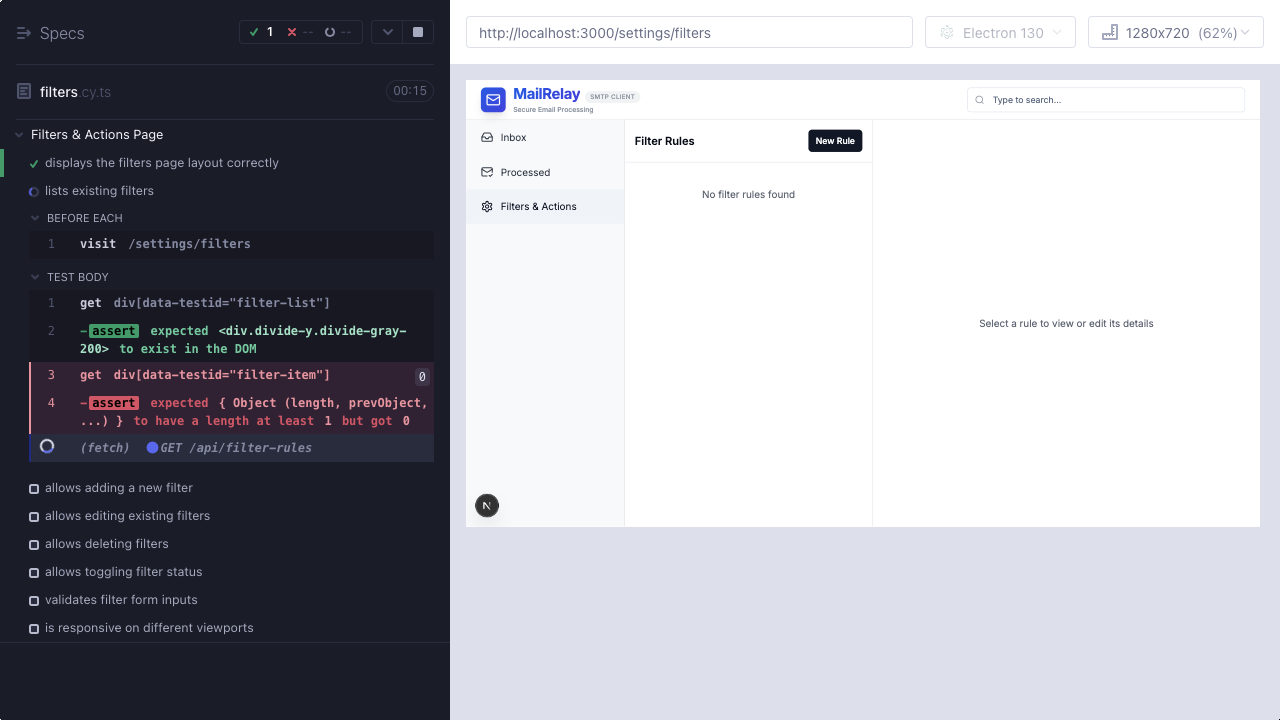 Specs
1
--
--
filters.cy.ts
00:15
Filters & Actions Page
displays the filters page layout correctly
lists existing filters
BEFORE EACH
1 visit /settings/filters
TEST BODY
1 get div[data-testid="filter-list"]
2 -assert expected <div.divide-y.divide-gray-
200> to exist in the DOM
3 get div[data-testid="filter-item"] 0
4 -assert expected { Object (length, prevObject,
...) } to have a length at least 1 but got 0
(fetch) GET /api/filter-rules
allows adding a new filter
allows editing existing filters
allows deleting filters
allows toggling filter status
validates filter form inputs
is responsive on different viewports
http://localhost:3000/settings/filters
Electron 130
1280x720 (62%)
MailRelay SMTP CLIENT
Secure Email Processing
Type to search...
Inbox
Processed
Filters & Actions
Filter Rules
New Rule
No filter rules found
Select a rule to view or edit its details
N